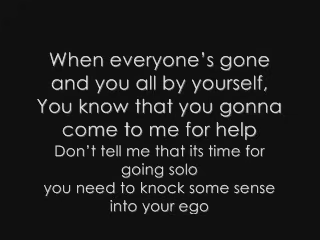 When everyone's gone
and you all by yourself,
You know that you gonna
come to me for help
Don't tell me that its time for
going solo
you need to knock some sense
into your ego